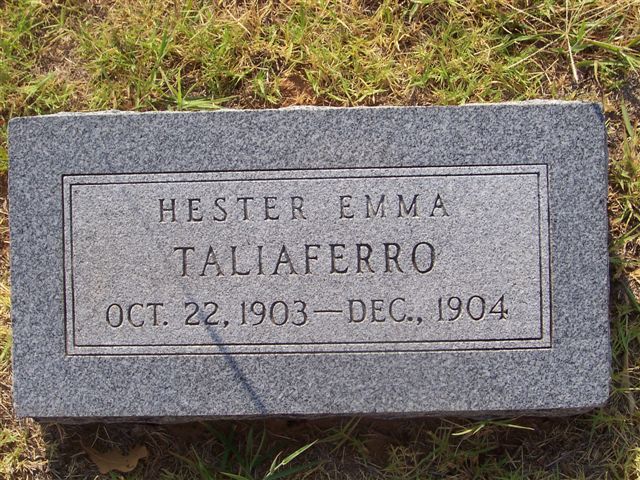 HESTER EMMA
TALIAFERRO
OCT. 22, 1903—DEC., 1904